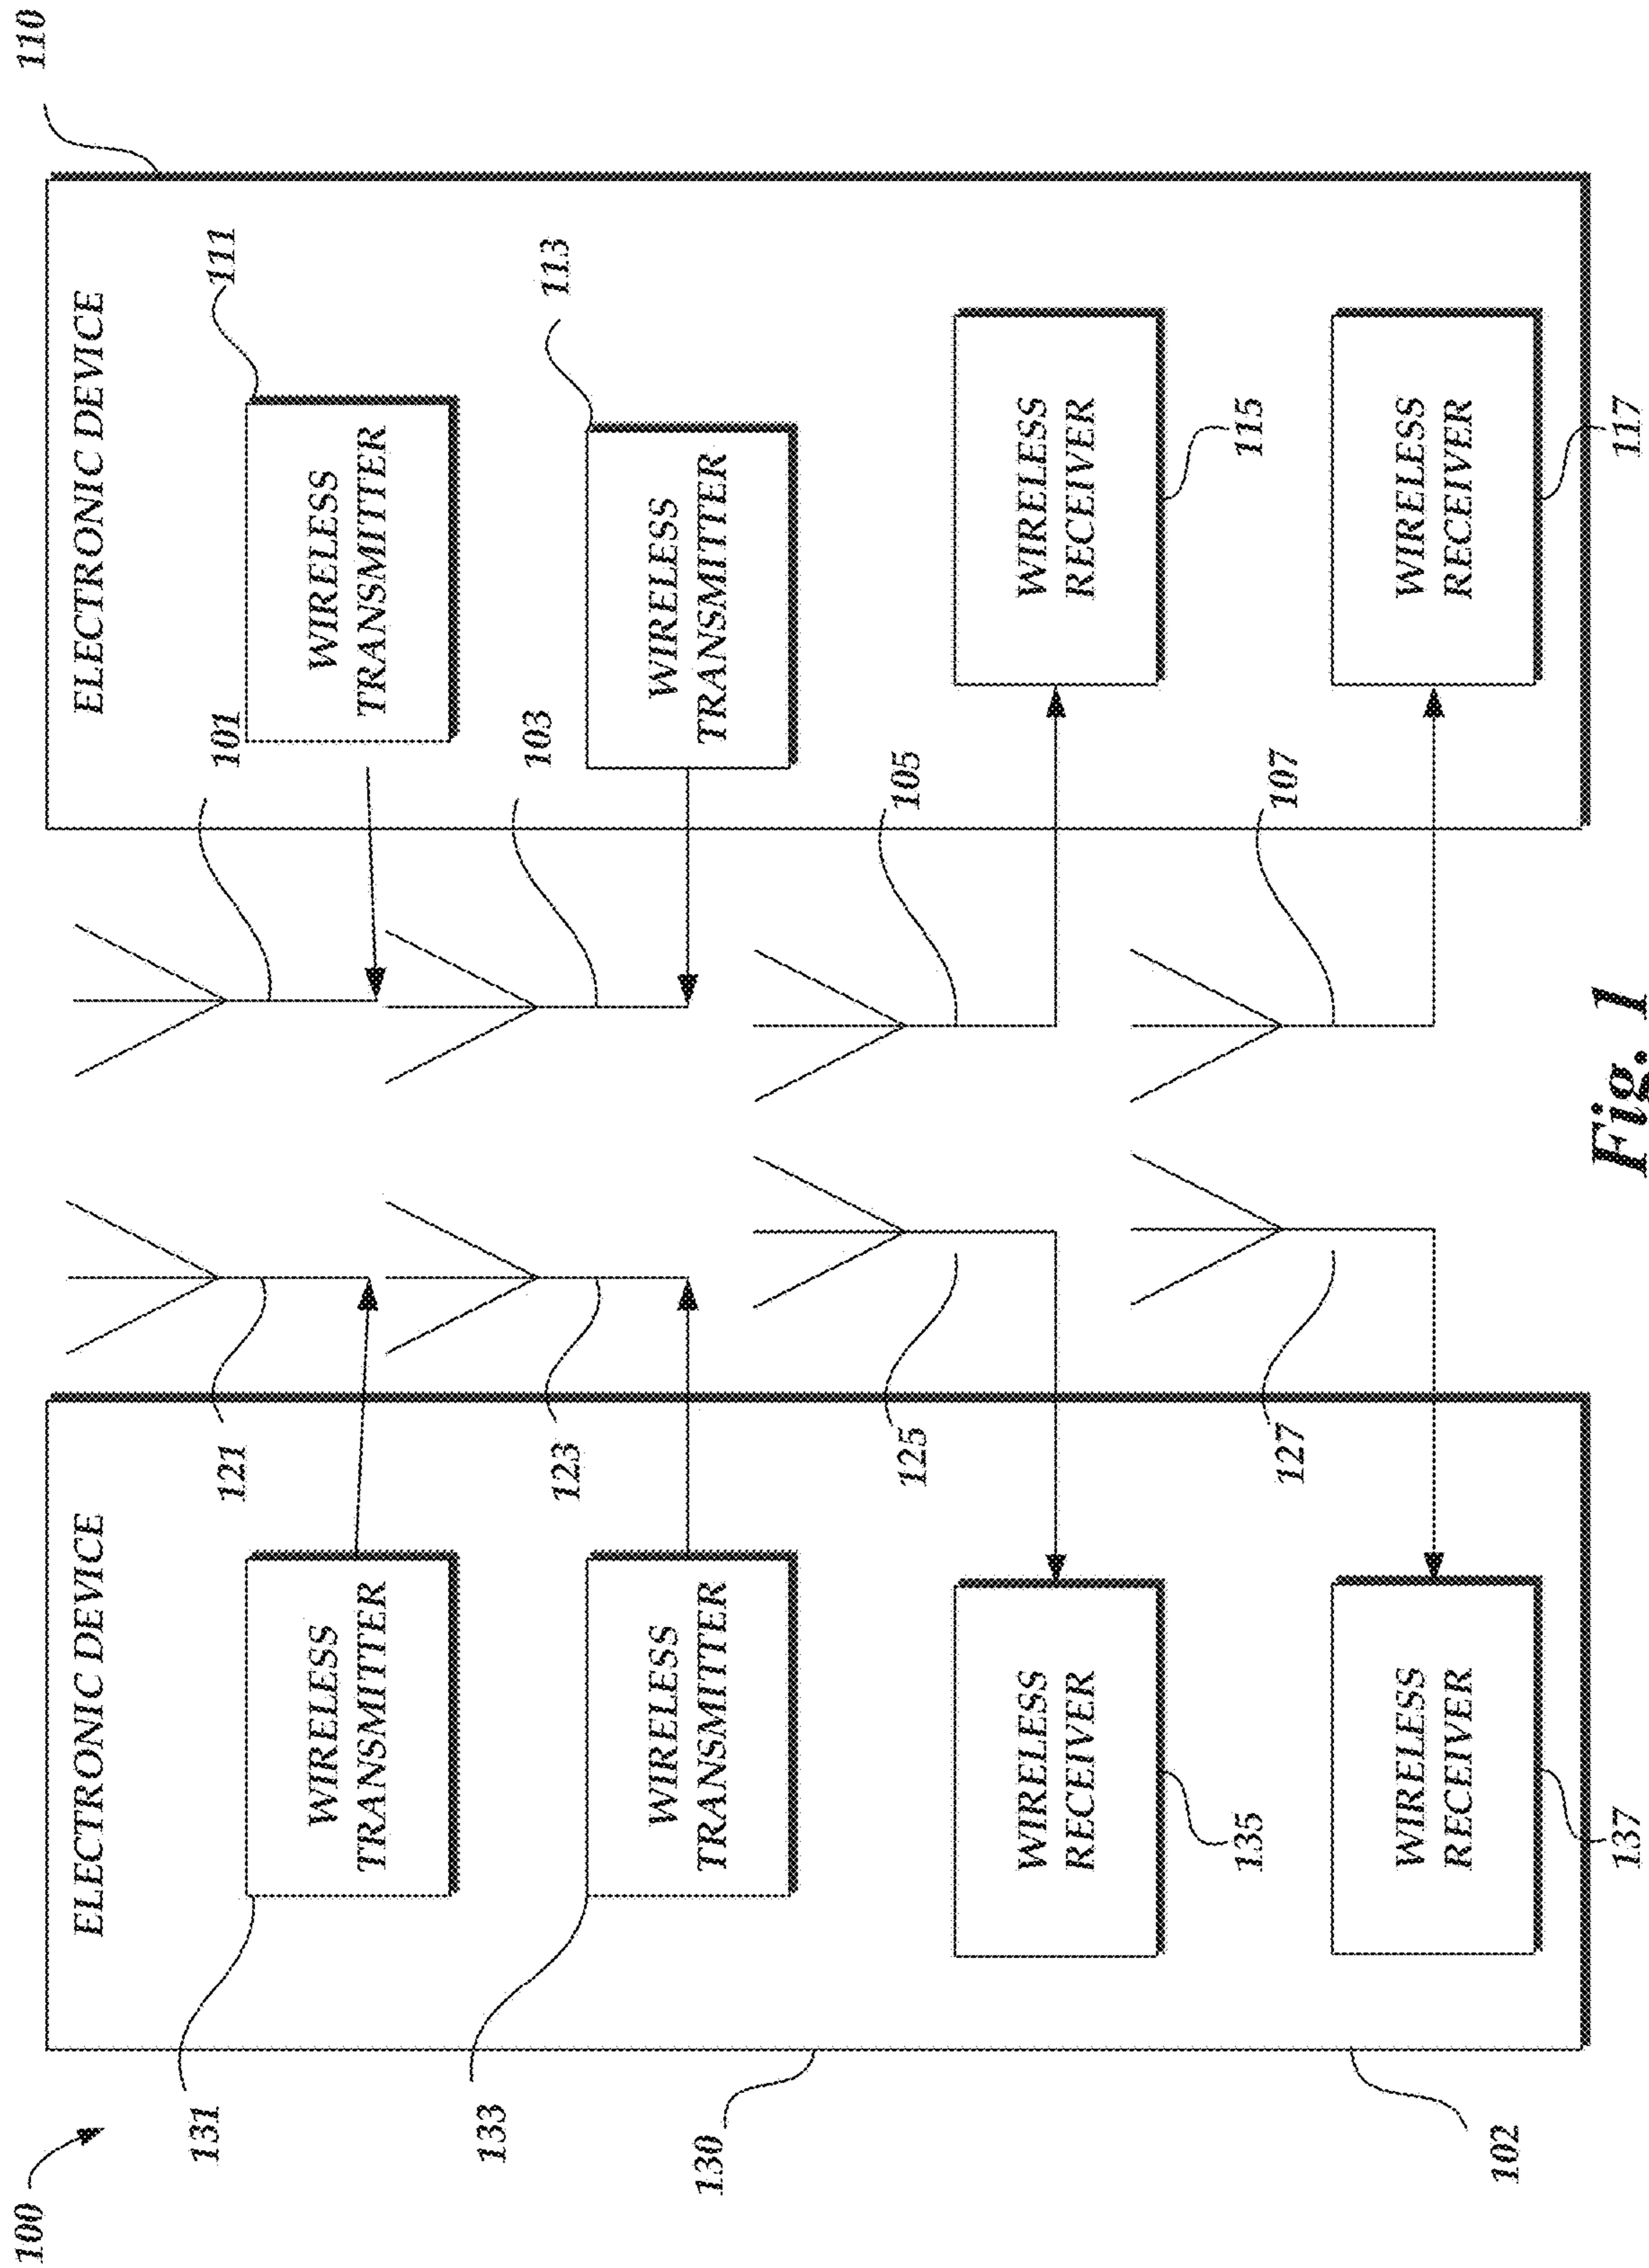 100
110
ELECTRONIC DEVICE
ELECTRONIC DEVICE
131
121
101
111
WIRELESS
TRANSMITTER
WIRELESS
TRANSMITTER
133
123
103
113
WIRELESS
TRANSMITTER
WIRELESS
TRANSMITTER
130
125
105
WIRELESS
RECEIVER
WIRELESS
RECEIVER
135
115
127
107
WIRELESS
RECEIVER
WIRELESS
RECEIVER
102
137
117
Fig. 1